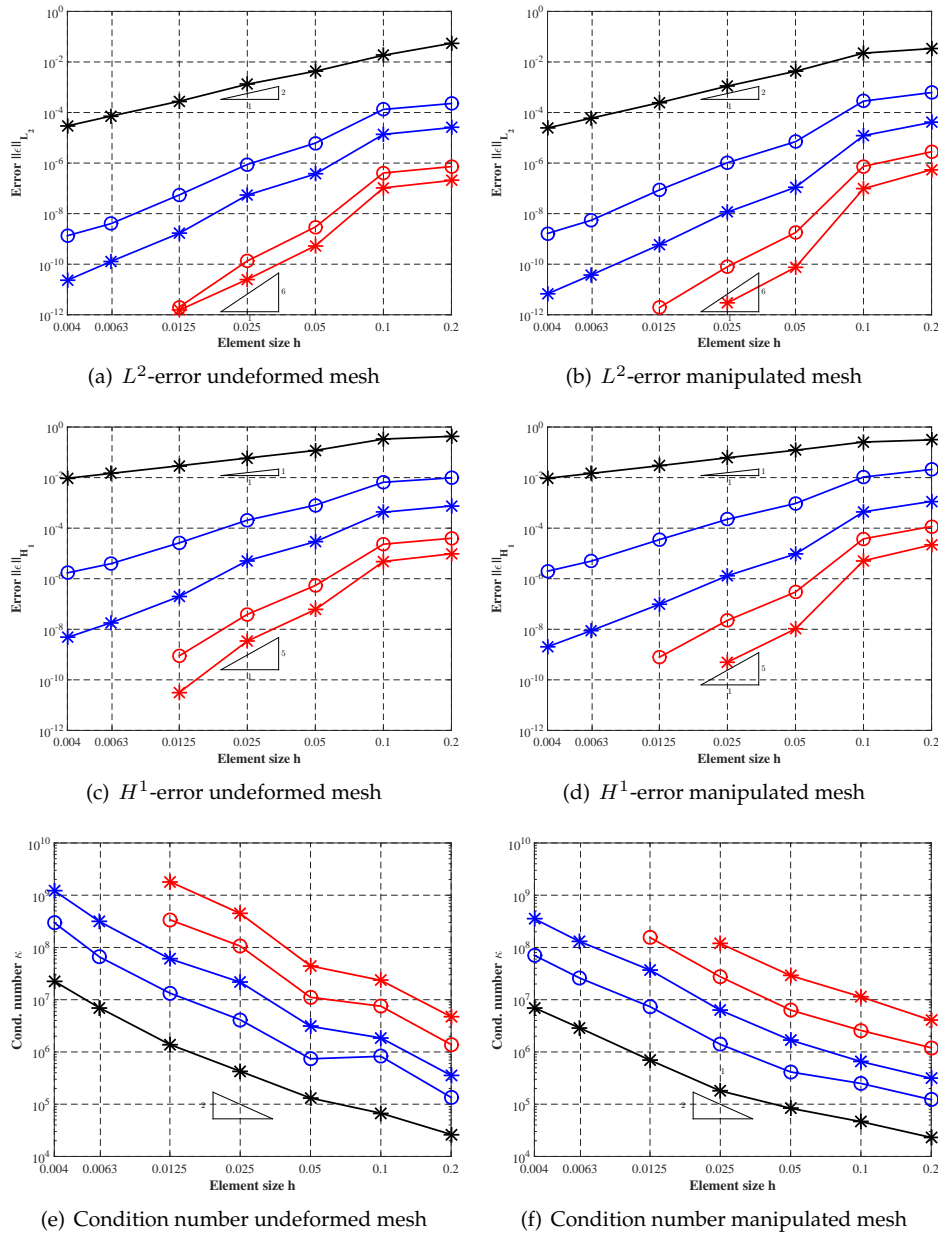 10^0
10^-2
10^-4
10^-6
10^-8
10^-10
10^-12
Error ||ϵ||_{L_2}
2
1
6
0.004 0.0063 0.0125 0.025 0.05 0.1 0.2
Element size h
(a) L^2-error undeformed mesh
10^0
10^-2
10^-4
10^-6
10^-8
10^-10
10^-12
Error ||ϵ||_{L_2}
2
1
6
1
0.004 0.0063 0.0125 0.025 0.05 0.1 0.2
Element size h
(b) L^2-error manipulated mesh
10^0
10^-2
10^-4
10^-6
10^-8
10^-10
10^-12
Error ||ϵ||_{H_1}
1
1
5
1
0.004 0.0063 0.0125 0.025 0.05 0.1 0.2
Element size h
(c) H^1-error undeformed mesh
10^0
10^-2
10^-4
10^-6
10^-8
10^-10
10^-12
Error ||ϵ||_{H_1}
1
1
5
1
0.004 0.0063 0.0125 0.025 0.05 0.1 0.2
Element size h
(d) H^1-error manipulated mesh
10^10
10^9
10^8
10^7
10^6
10^5
10^4
Cond. number κ
2
0.004 0.0063 0.0125 0.025 0.05 0.1 0.2
Element size h
(e) Condition number undeformed mesh
10^10
10^9
10^8
10^7
10^6
10^5
10^4
Cond. number κ
1
2
0.004 0.0063 0.0125 0.025 0.05 0.1 0.2
Element size h
(f) Condition number manipulated mesh